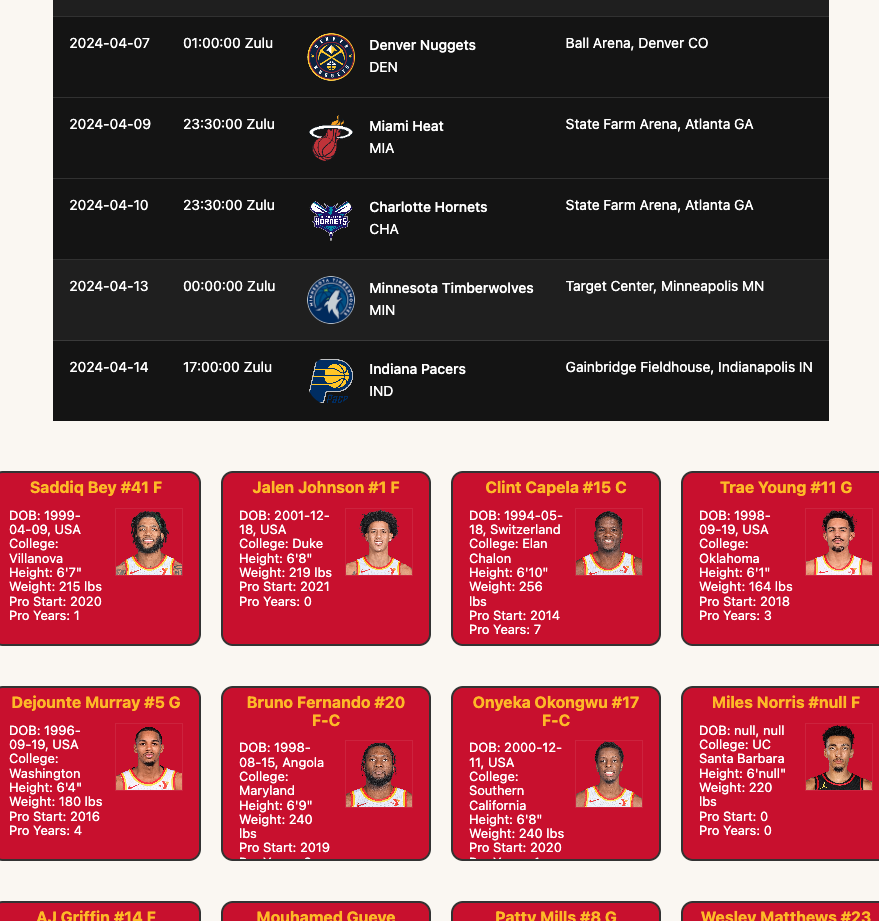 2024-04-07 01:00:00 Zulu Denver Nuggets Ball Arena, Denver CO
DEN
2024-04-09 23:30:00 Zulu Miami Heat State Farm Arena, Atlanta GA
MIA
2024-04-10 23:30:00 Zulu Charlotte Hornets State Farm Arena, Atlanta GA
HORNETS
CHA
2024-04-13 00:00:00 Zulu Minnesota Timberwolves Target Center, Minneapolis MN
MIN
2024-04-14 17:00:00 Zulu Indiana Pacers Gainbridge Fieldhouse, Indianapolis IN
IND
Saddiq Bey #41 F
DOB: 1999-
04-09, USA
College:
Villanova
Height: 6'7"
Weight: 215 lbs
Pro Start: 2020
Pro Years: 1
Jalen Johnson #1 F
DOB: 2001-12-
18, USA
College: Duke
Height: 6'8"
Weight: 219 lbs
Pro Start: 2021
Pro Years: 0
Clint Capela #15 C
DOB: 1994-05-
18, Switzerland
College: Elan
Chalon
Height: 6'10"
Weight: 256
lbs
Pro Start: 2014
Pro Years: 7
Trae Young #11 G
DOB: 1998-
09-19, USA
College:
Oklahoma
Height: 6'1"
Weight: 164 lbs
Pro Start: 2018
Pro Years: 3
Dejounte Murray #5 G
DOB: 1996-
09-19, USA
College:
Washington
Height: 6'4"
Weight: 180 lbs
Pro Start: 2016
Pro Years: 4
Bruno Fernando #20
F-C
DOB: 1998-
08-15, Angola
College:
Maryland
Height: 6'9"
Weight: 240
lbs
Pro Start: 2019
Onyeka Okongwu #17
F-C
DOB: 2000-12-
11, USA
College:
Southern
California
Height: 6'8"
Weight: 240 lbs
Pro Start: 2020
Miles Norris #null F
DOB: null, null
College: UC
Santa Barbara
Height: 6'null"
Weight: 220
lbs
Pro Start: 0
Pro Years: 0
AJ Griffin #14 F
Mouhamed Gueye
Patty Mills #8 G
Wesley Matthews #23